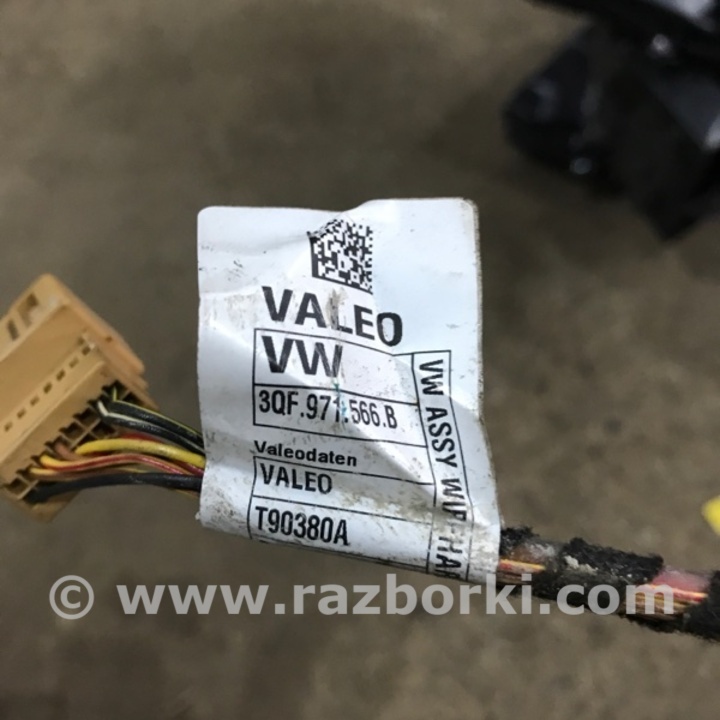 VALEO
VW
3QF.971.566.B
Valeodaten
VALEO
T90380A
VW ASSY
© www.razborki.com